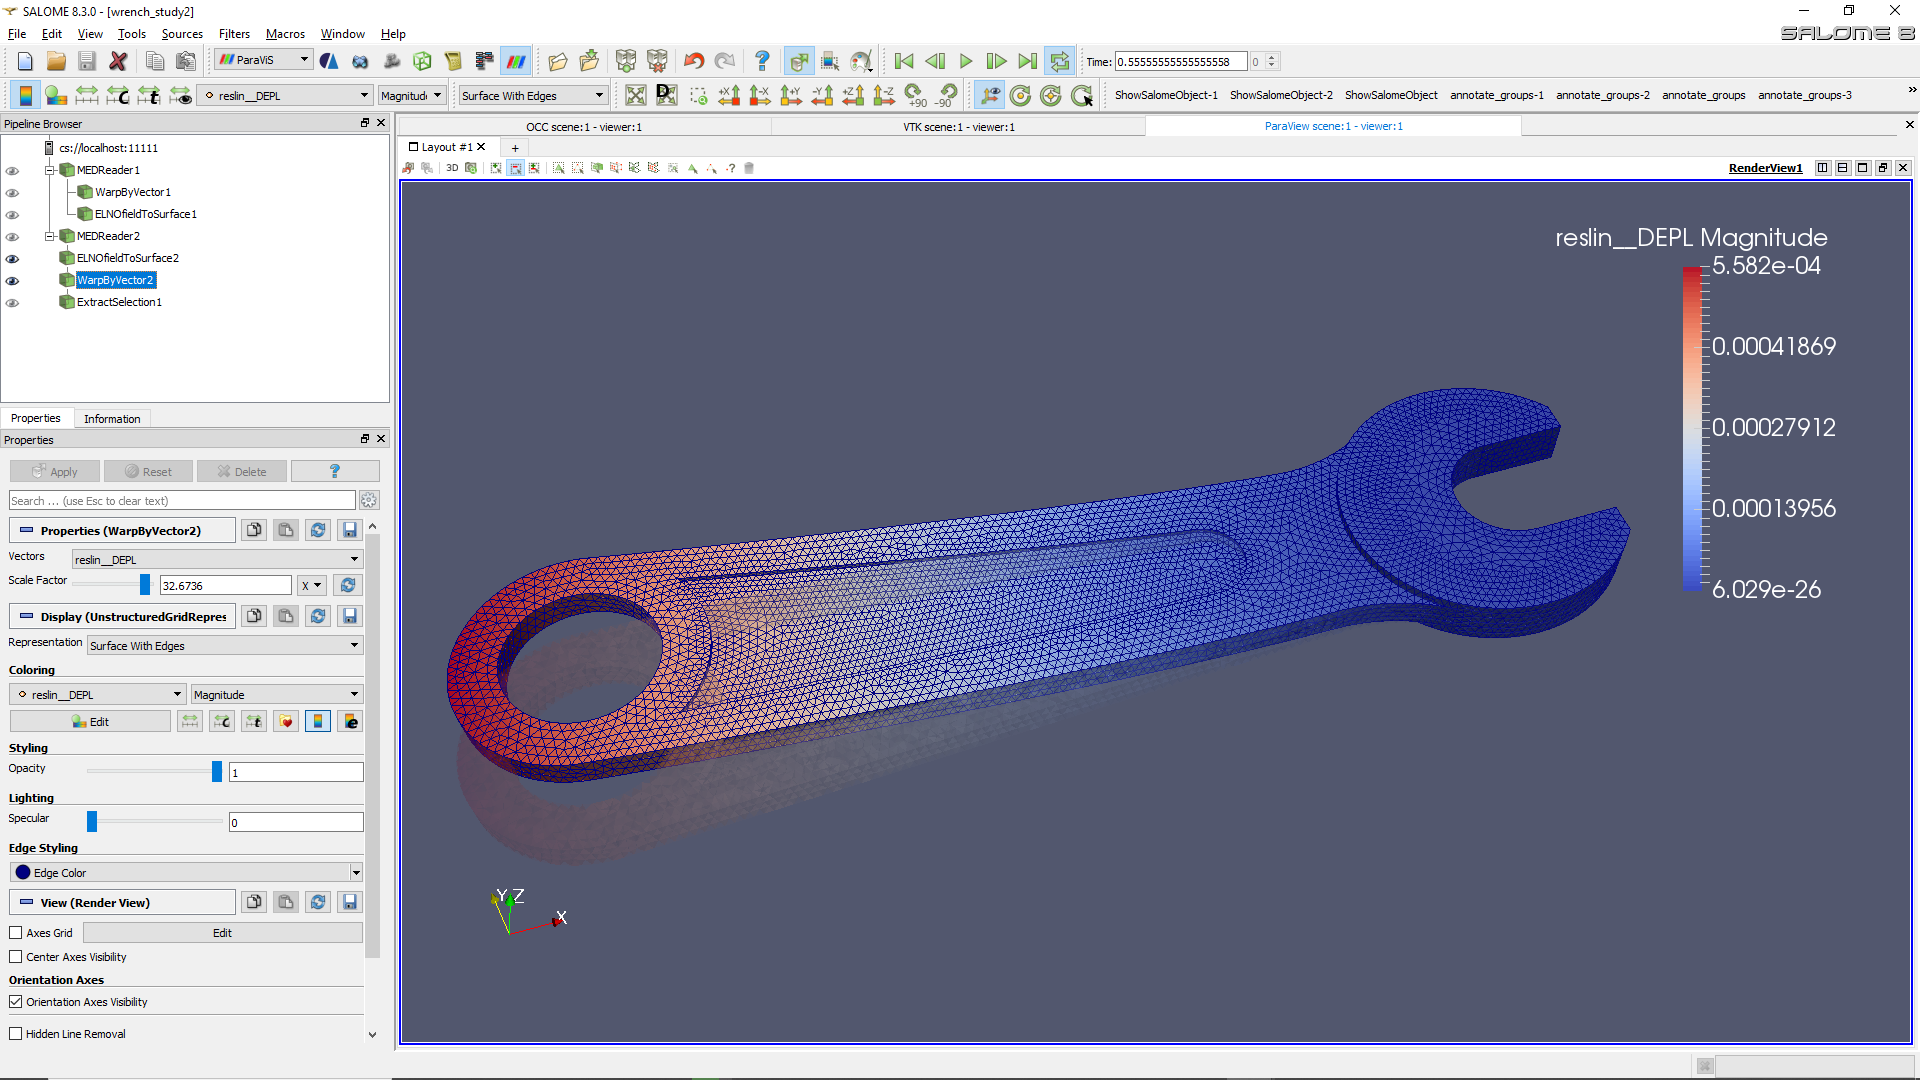 SALOME 8.3.0 - [wrench_study2]
File Edit View Tools Sources Filters Macros Window Help
SALOME 8
ParaViS
Time: 0.55555555555555558 0
reslin__DEPL Magnitude Surface With Edges
D +X -X +Y -Y +Z -Z +90 -90
ShowSalomeObject-1 ShowSalomeObject-2 ShowSalomeObject annotate_groups-1 annotate_groups-2 annotate_groups annotate_groups-3
Pipeline Browser
cs://localhost:11111
MEDReader1
WarpByVector1
ELNOfieldToSurface1
MEDReader2
ELNOfieldToSurface2
WarpByVector2
ExtractSelection1
Properties Information
Properties
Apply Reset Delete ?
Search ... (use Esc to clear text)
Properties (WarpByVector2)
Vectors reslin__DEPL
Scale Factor 32.6736 X
Display (UnstructuredGridRepres
Representation Surface With Edges
Coloring
reslin__DEPL Magnitude
Edit
Styling
Opacity 1
Lighting
Specular 0
Edge Styling
Edge Color
View (Render View)
Axes Grid Edit
Center Axes Visibility
Orientation Axes
Orientation Axes Visibility
Hidden Line Removal
OCC scene:1 - viewer:1 VTK scene:1 - viewer:1 ParaView scene:1 - viewer:1
Layout #1
3D
RenderView1
reslin__DEPL Magnitude
5.582e-04
0.00041869
0.00027912
0.00013956
6.029e-26
Y Z
X